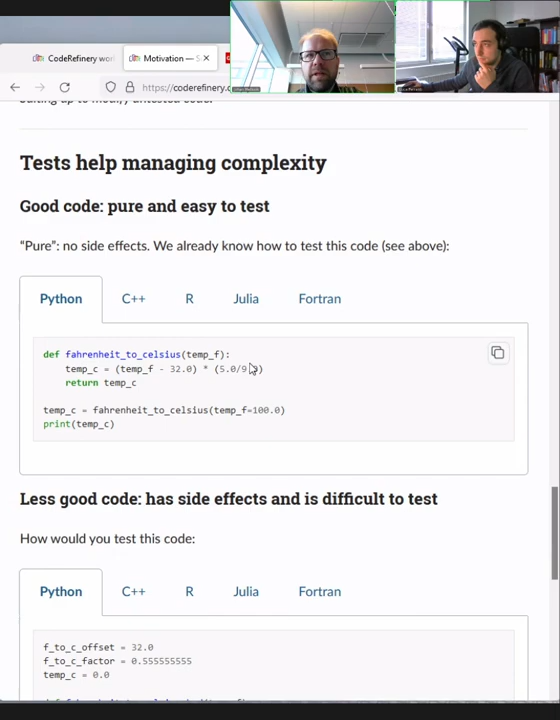 CodeRefinery wor
Motivation — S
https://coderefinery.c
Tests help managing complexity
Good code: pure and easy to test
“Pure”: no side effects. We already know how to test this code (see above):
Python C++ R Julia Fortran
def fahrenheit_to_celsius(temp_f):
temp_c = (temp_f - 32.0) * (5.0/9.0)
return temp_c
temp_c = fahrenheit_to_celsius(temp_f=100.0)
print(temp_c)
Less good code: has side effects and is difficult to test
How would you test this code:
Python C++ R Julia Fortran
f_to_c_offset = 32.0
f_to_c_factor = 0.555555555
temp_c = 0.0